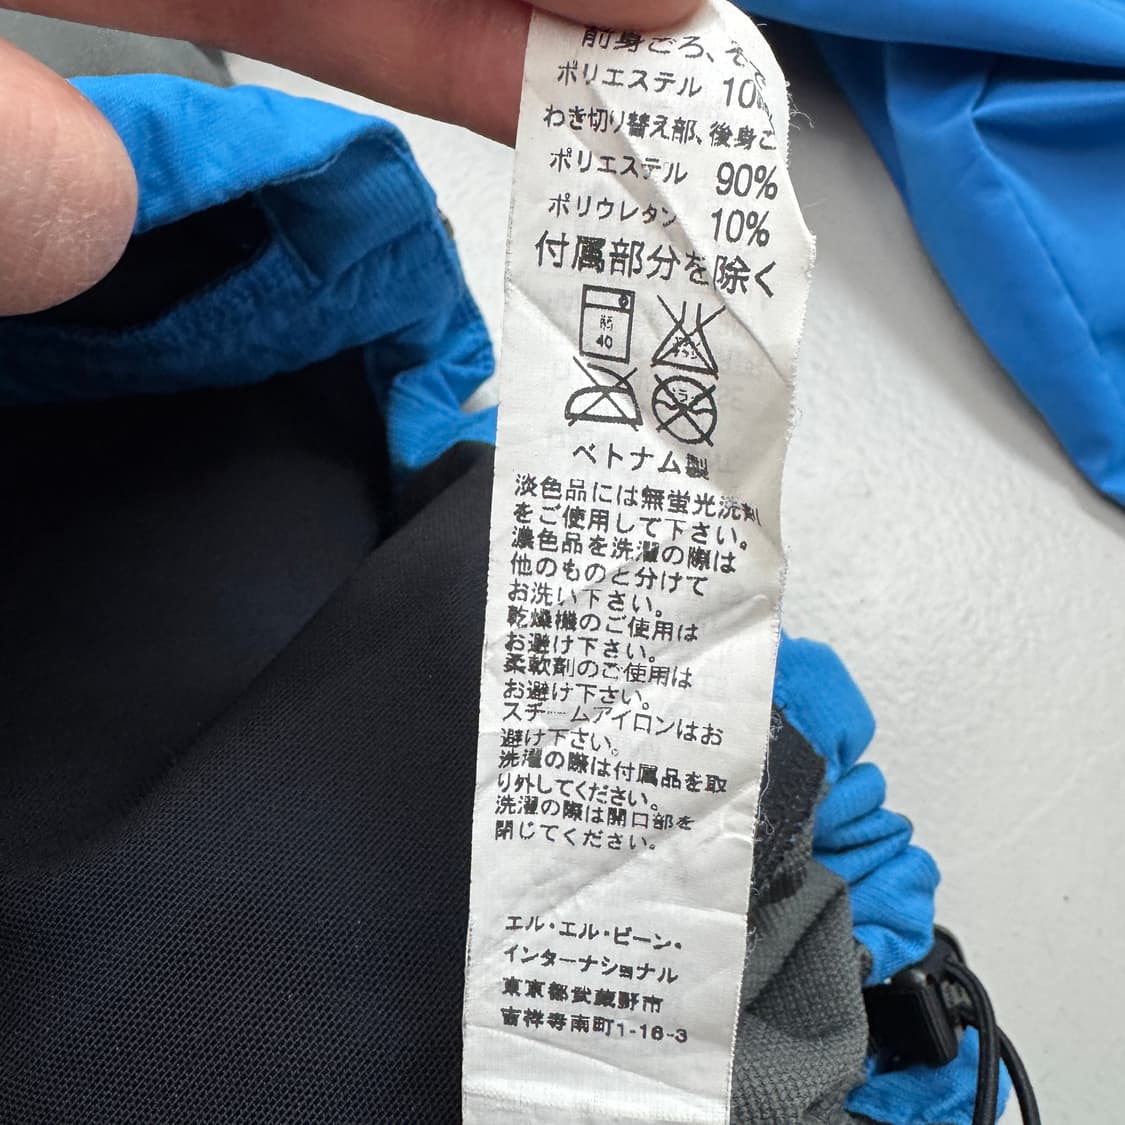 前身ごろ、そで
ポリエステル 100%
わき切り替え部、後身ご
ポリエステル 90%
ポリウレタン 10%
付属部分を除く
40
ベトナム製
淡色品には無蛍光洗剤
をご使用して下さい。
濃色品を洗濯の際は
他のものと分けて
お洗い下さい。
乾燥機のご使用は
お避け下さい。
柔軟剤のご使用は
お避け下さい。
スチームアイロンはお
避け下さい。
洗濯の際は付属品を取
り外してください。
洗濯の際は開口部を
閉じてください。
エル・エル・ビーン・
インターナショナル
東京都武蔵野市
吉祥寺南町1-16-3